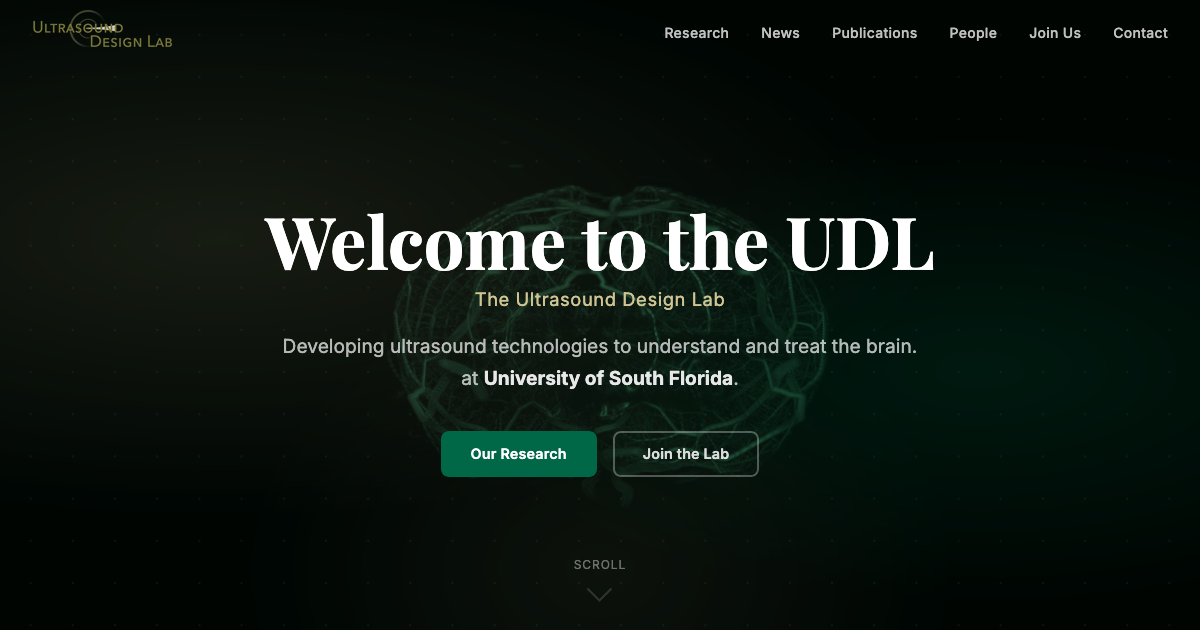 Ultrasound
Design Lab
Research
News
Publications
People
Join Us
Contact
Welcome to the UDL
The Ultrasound Design Lab
Developing ultrasound technologies to understand and treat the brain.
at University of South Florida.
Our Research
Join the Lab
SCROLL